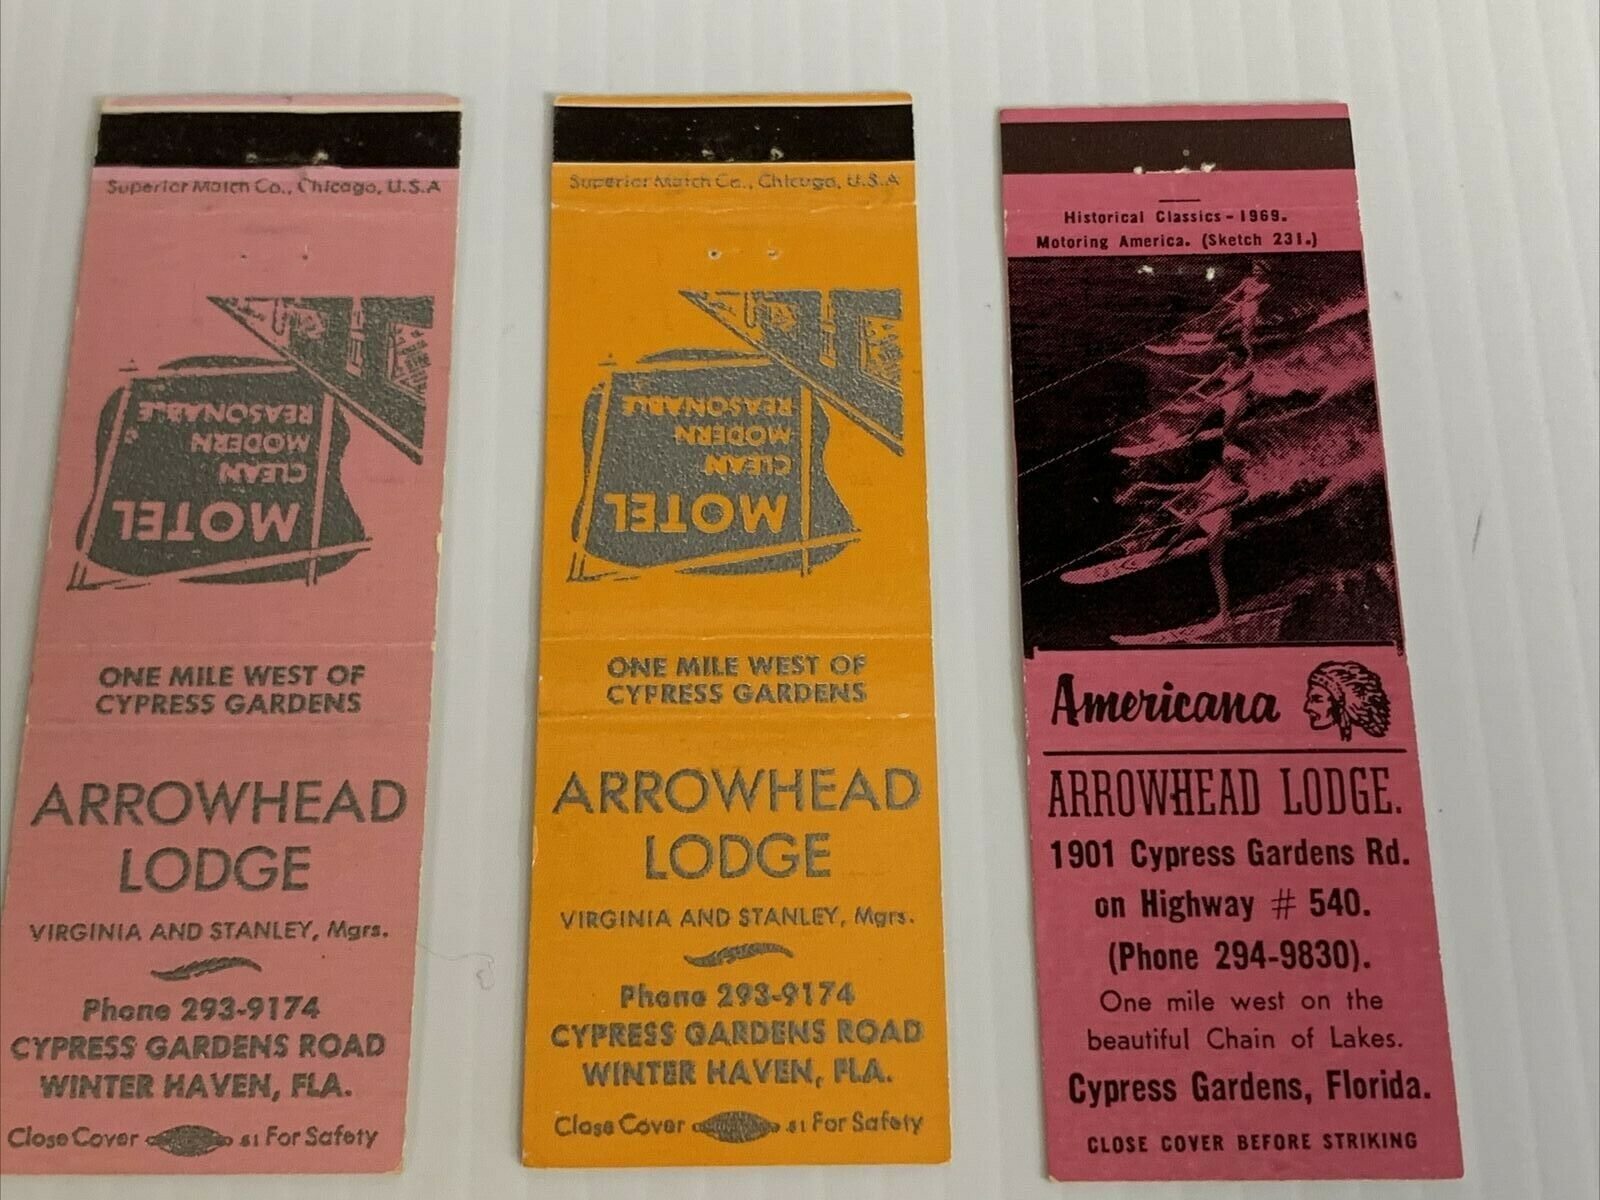 Superior Match Co., Chicago, U.S.A
MOTEL
CLEAN
MODERN
REASONABLE
ONE MILE WEST OF
CYPRESS GARDENS
ARROWHEAD
LODGE
VIRGINIA AND STANLEY, Mgrs.
Phone 293-9174
CYPRESS GARDENS ROAD
WINTER HAVEN, FLA.
Close Cover 51 For Safety
Superior Match Co., Chicago, U.S.A
MOTEL
CLEAN
MODERN
REASONABLE
ONE MILE WEST OF
CYPRESS GARDENS
ARROWHEAD
LODGE
VIRGINIA AND STANLEY, Mgrs.
Phone 293-9174
CYPRESS GARDENS ROAD
WINTER HAVEN, FLA.
Close Cover 51 For Safety
Historical Classics - 1969.
Motoring America. (Sketch 231.)
Americana
ARROWHEAD LODGE.
1901 Cypress Gardens Rd.
on Highway # 540.
(Phone 294-9830).
One mile west on the
beautiful Chain of Lakes.
Cypress Gardens, Florida.
CLOSE COVER BEFORE STRIKING